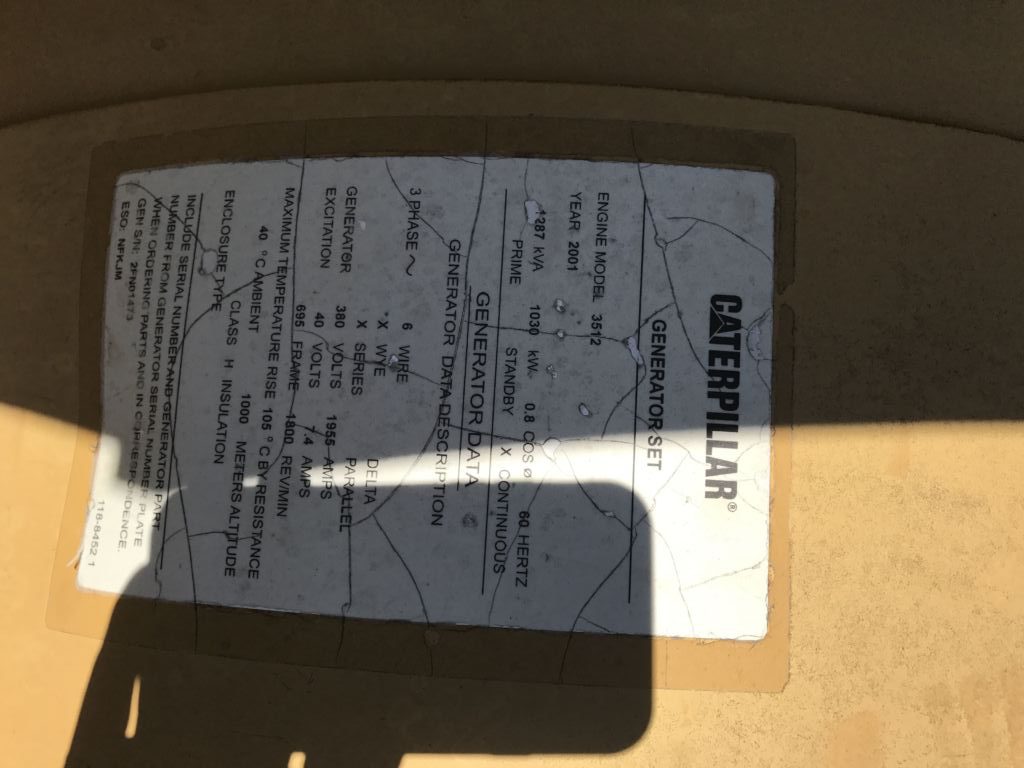 CATERPILLAR®
GENERATOR SET
ENGINE MODEL 3512
YEAR 2001
1287 kVA 1030 kW 0.8 COS ø 60 HERTZ
PRIME STANDBY X CONTINUOUS
GENERATOR DATA
GENERATOR DATA DESCRIPTION
3 PHASE ~ 6 WIRE
X WYE DELTA
GENERATOR X SERIES PARALLEL
EXCITATION 380 VOLTS 1955 AMPS
40 VOLTS 7.4 AMPS
695 FRAME 1800 REV/MIN
MAXIMUM TEMPERATURE RISE 105 °C BY RESISTANCE
40 °C AMBIENT 1000 METERS ALTITUDE
CLASS H INSULATION
ENCLOSURE TYPE
INCLUDE SERIAL NUMBER AND GENERATOR PART
NUMBER FROM GENERATOR SERIAL NUMBER PLATE
WHEN ORDERING PARTS AND IN CORRESPONDENCE.
GEN S/N: 2FN01473
ESO: NFKJM
118-8452 1